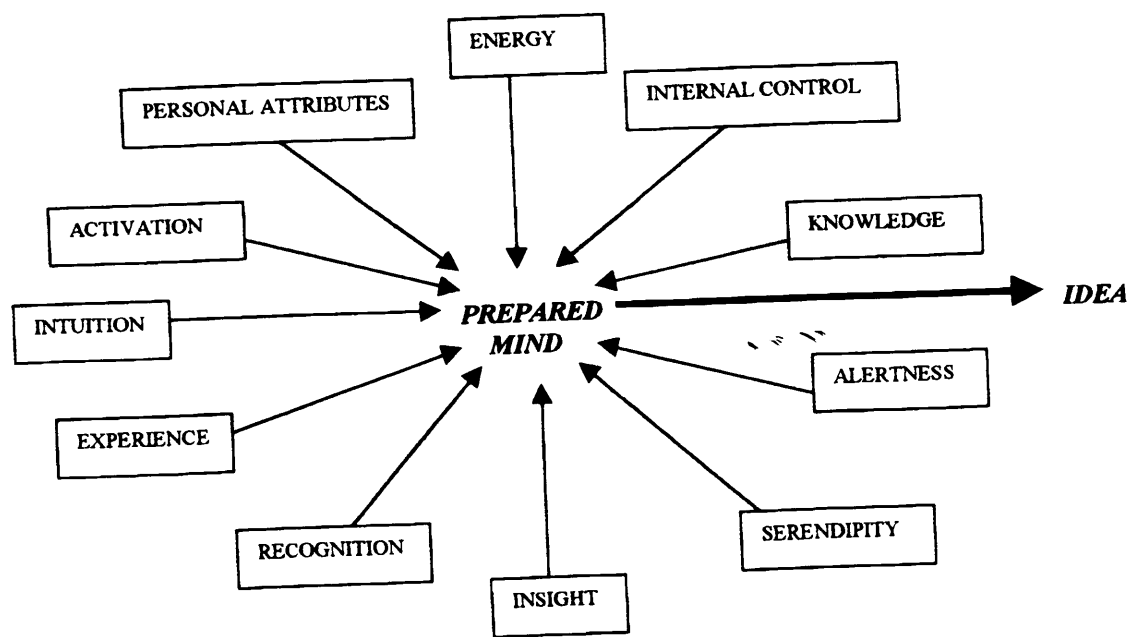 ENERGY
PERSONAL ATTRIBUTES
INTERNAL CONTROL
ACTIVATION
KNOWLEDGE
INTUITION
PREPARED
MIND
IDEA
ALERTNESS
EXPERIENCE
RECOGNITION
INSIGHT
SERENDIPITY